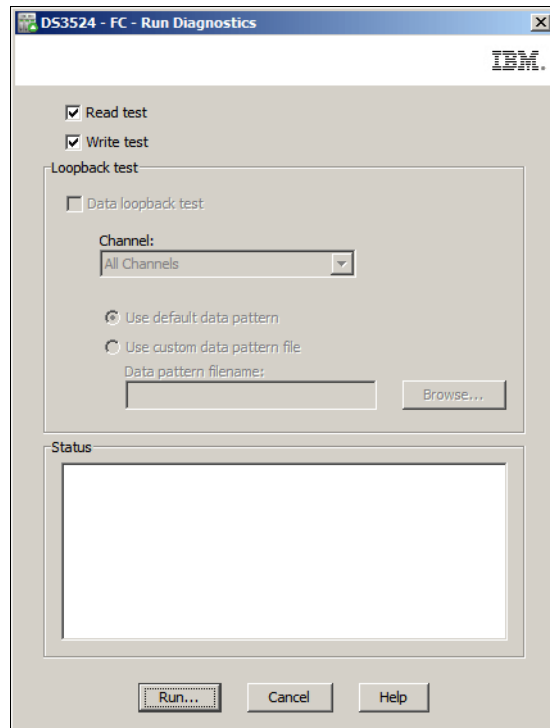 DS3524 - FC - Run Diagnostics
IBM.
Read test
Write test
Loopback test
Data loopback test
Channel:
All Channels
Use default data pattern
Use custom data pattern file
Data pattern filename:
Browse...
Status
Run... Cancel Help